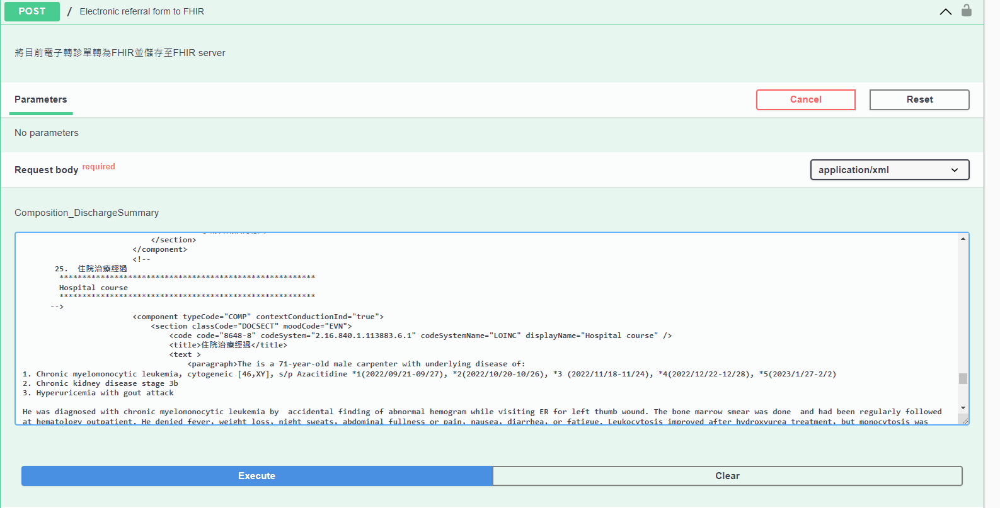 POST / Electronic referral form to FHIR
將目前電子轉診單轉為FHIR並儲存至FHIR server
Parameters
Cancel
Reset
No parameters
Request body required
application/xml
Composition_DischargeSummary
</section>
</component>
<!--
25. 住院治療經過
********************************************************
Hospital course
********************************************************
-->
<component typeCode="COMP" contextConductionInd="true">
<section classCode="DOCSECT" moodCode="EVN">
<code code="8648-8" codeSystem="2.16.840.1.113883.6.1" codeSystemName="LOINC" displayName="Hospital course" />
<title>住院治療經過</title>
<text >
<paragraph>The is a 71-year-old male carpenter with underlying disease of:
1. Chronic myelomonocytic leukemia, cytogeneic [46,XY], s/p Azacitidine *1(2022/09/21-09/27), *2(2022/10/20-10/26), *3 (2022/11/18-11/24), *4(2022/12/22-12/28), *5(2023/1/27-2/2)
2. Chronic kidney disease stage 3b
3. Hyperuricemia with gout attack
He was diagnosed with chronic myelomonocytic leukemia by  accidental finding of abnormal hemogram while visiting ER for left thumb wound. The bone marrow smear was done  and had been regularly followed
at hematology outpatient. He denied fever, weight loss, night sweats, abdominal fullness or pain, nausea, diarrhea, or fatigue. Leukocytosis improved after hydroxyurea treatment, but monocytosis was
Execute
Clear